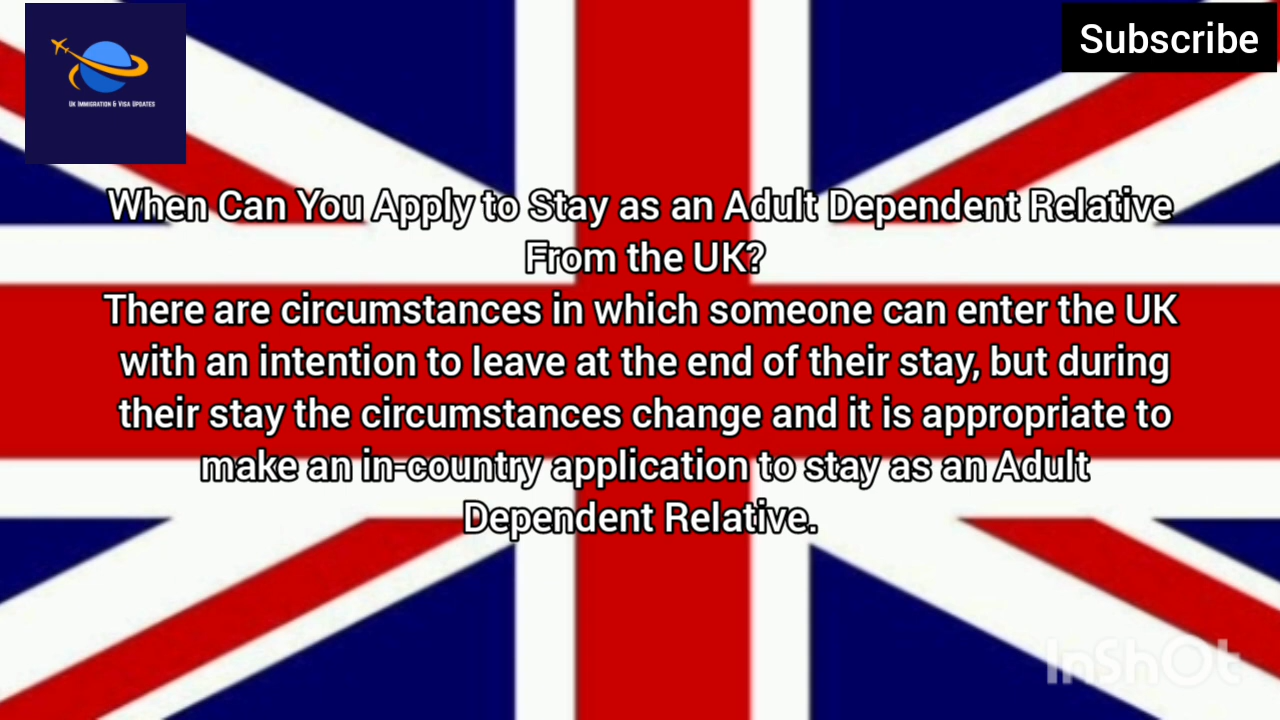 UK Immigration & Visa Updates
Subscribe
When Can You Apply to Stay as an Adult Dependent Relative
From the UK?
There are circumstances in which someone can enter the UK
with an intention to leave at the end of their stay, but during
their stay the circumstances change and it is appropriate to
make an in-country application to stay as an Adult
Dependent Relative.
InShOt